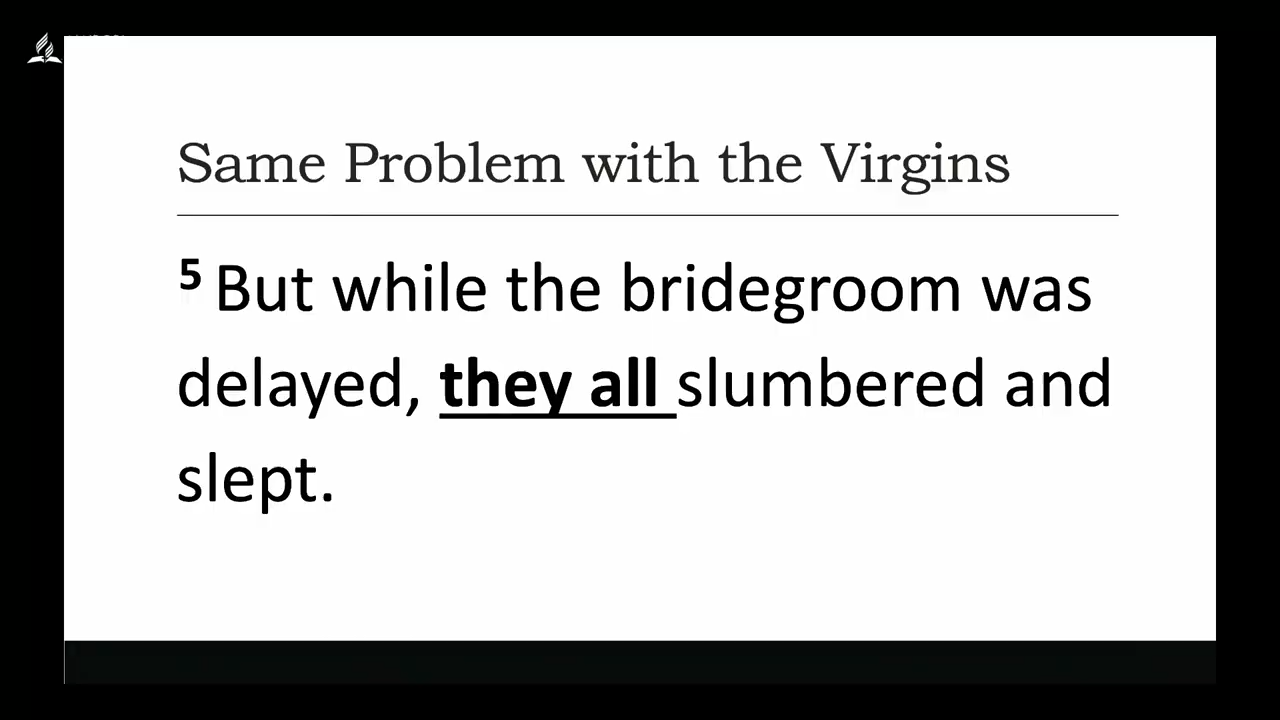 Same Problem with the Virgins
5 But while the bridegroom was
delayed, they all slumbered and
slept.